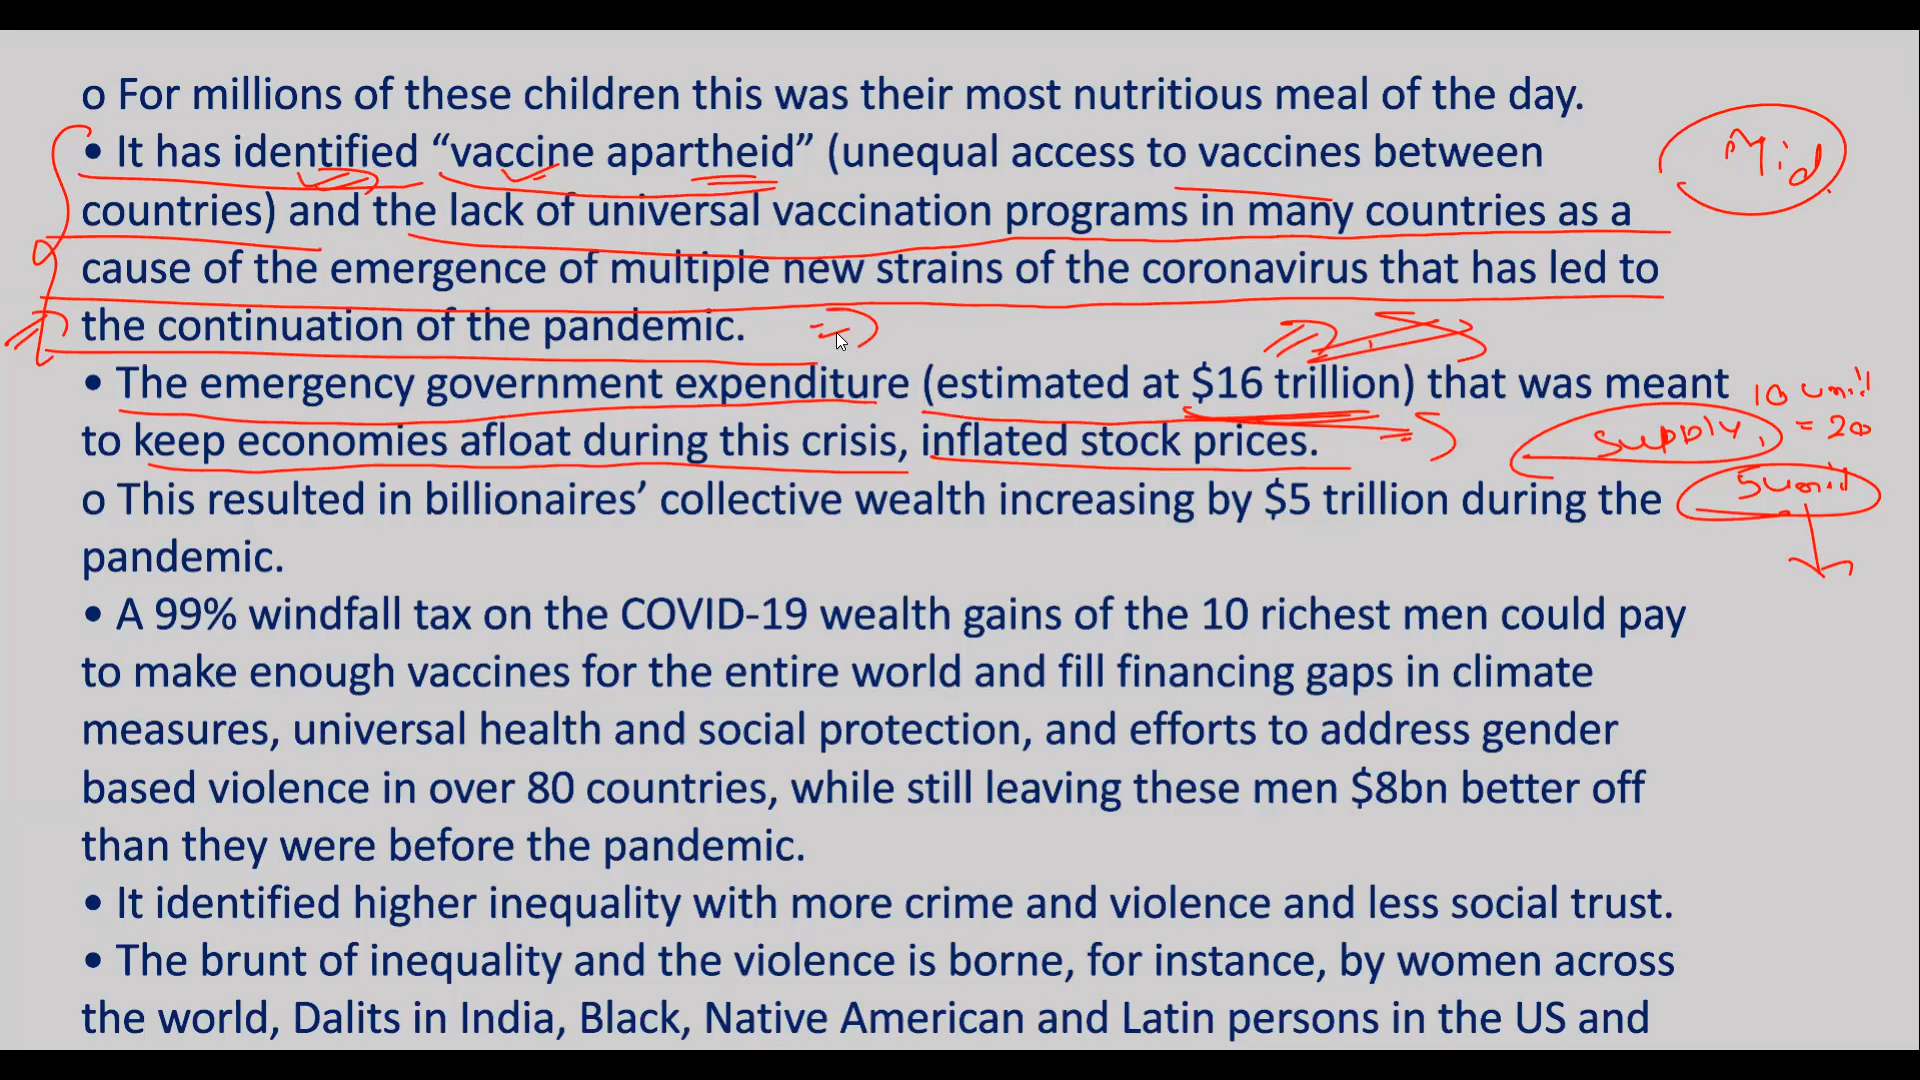 o For millions of these children this was their most nutritious meal of the day.
Mid
• It has identified “vaccine apartheid” (unequal access to vaccines between
countries) and the lack of universal vaccination programs in many countries as a
cause of the emergence of multiple new strains of the coronavirus that has led to
the continuation of the pandemic.
• The emergency government expenditure (estimated at $16 trillion) that was meant
10 unit
to keep economies afloat during this crisis, inflated stock prices.
supply = 20
5 unit
o This resulted in billionaires’ collective wealth increasing by $5 trillion during the
pandemic.
• A 99% windfall tax on the COVID-19 wealth gains of the 10 richest men could pay
to make enough vaccines for the entire world and fill financing gaps in climate
measures, universal health and social protection, and efforts to address gender
based violence in over 80 countries, while still leaving these men $8bn better off
than they were before the pandemic.
• It identified higher inequality with more crime and violence and less social trust.
• The brunt of inequality and the violence is borne, for instance, by women across
the world, Dalits in India, Black, Native American and Latin persons in the US and